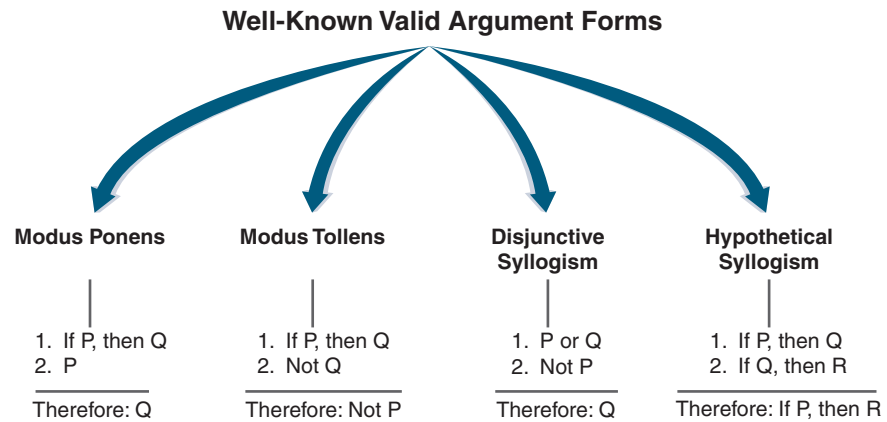 Well-Known Valid Argument Forms
Modus Ponens
1. If P, then Q
2. P
Therefore: Q
Modus Tollens
1. If P, then Q
2. Not Q
Therefore: Not P
Disjunctive
Syllogism
1. P or Q
2. Not P
Therefore: Q
Hypothetical
Syllogism
1. If P, then Q
2. If Q, then R
Therefore: If P, then R